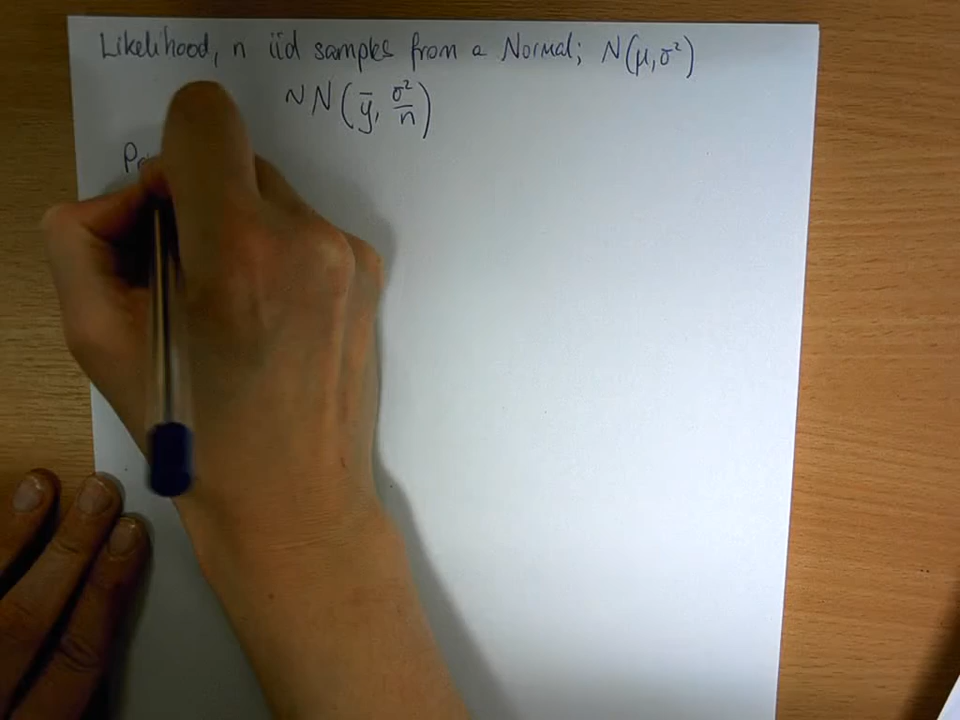 Likelihood, n iid samples from a Normal; N(μ, σ²)
~ N(ȳ, σ²/n)